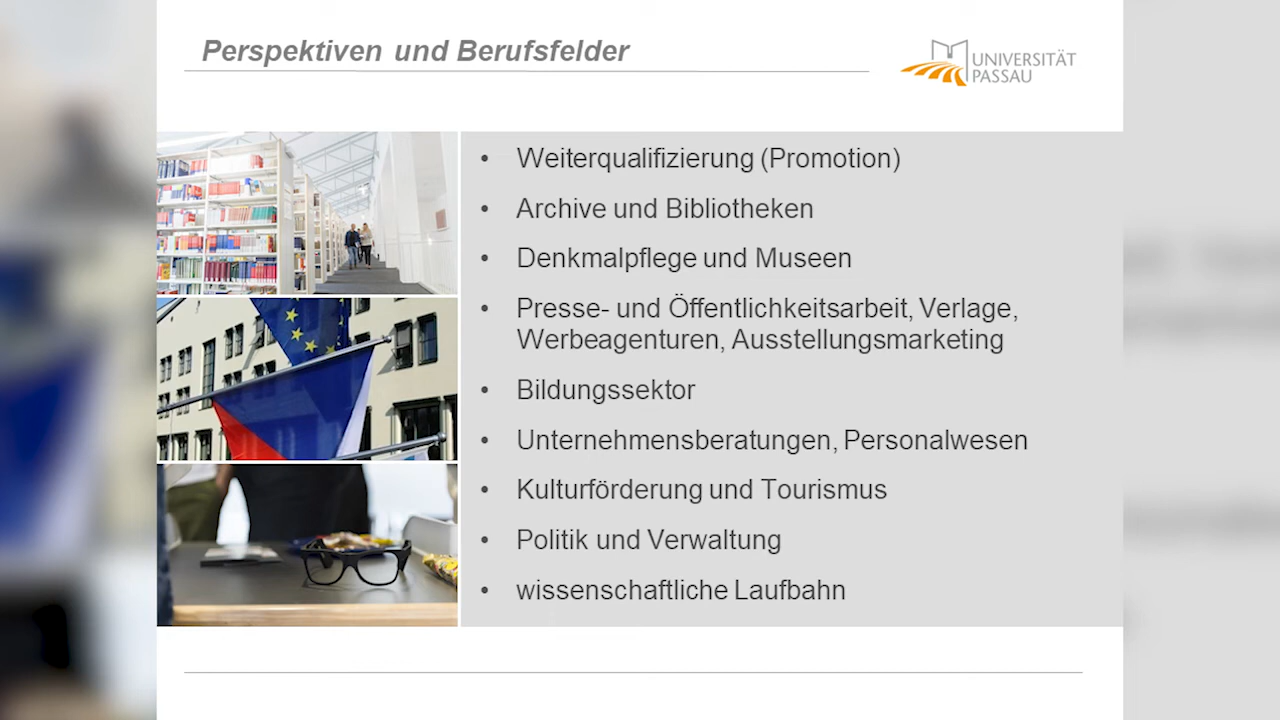 Perspektiven und Berufsfelder
UNIVERSITÄT
PASSAU
• Weiterqualifizierung (Promotion)
• Archive und Bibliotheken
• Denkmalpflege und Museen
• Presse- und Öffentlichkeitsarbeit, Verlage,
Werbeagenturen, Ausstellungsmarketing
• Bildungssektor
• Unternehmensberatungen, Personalwesen
• Kulturförderung und Tourismus
• Politik und Verwaltung
• wissenschaftliche Laufbahn